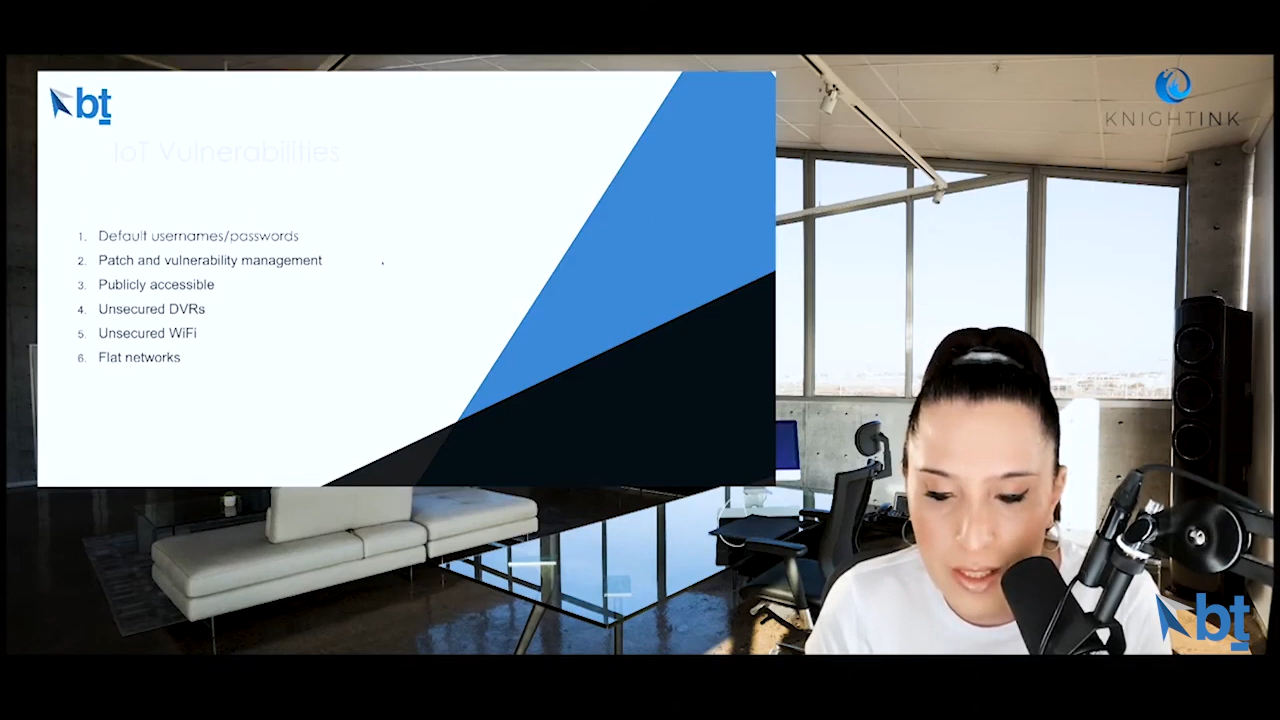 bt
KNIGHTINK
IoT Vulnerabilities
1. Default usernames/passwords
2. Patch and vulnerability management
3. Publicly accessible
4. Unsecured DVRs
5. Unsecured WiFi
6. Flat networks
bt